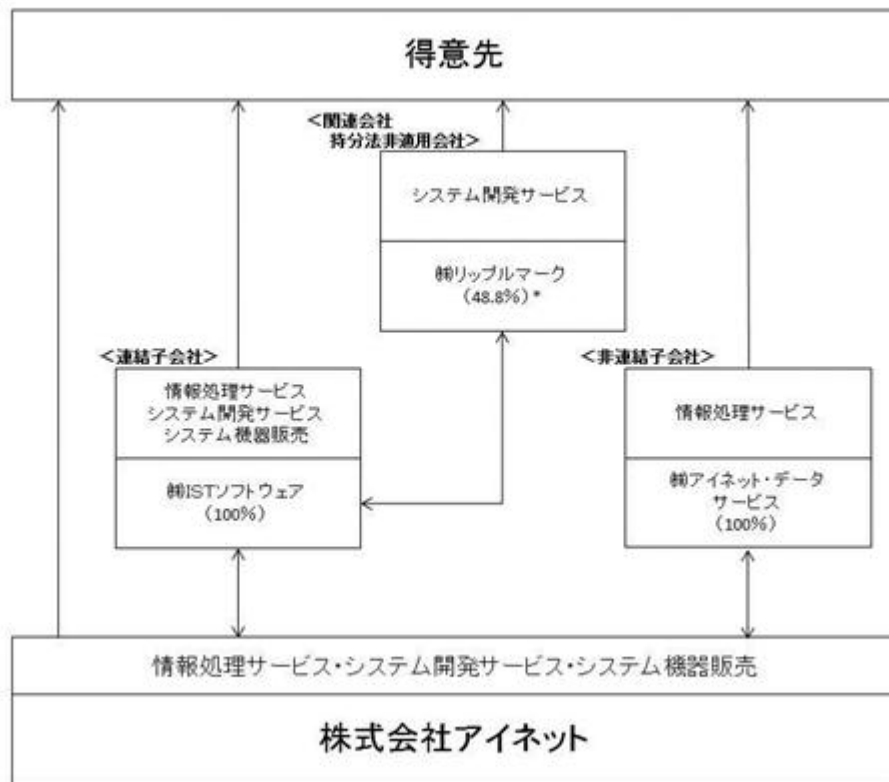 得意先
＜関連会社
持分法非適用会社＞
システム開発サービス
㈱リップルマーク
(48.8%)*
＜連結子会社＞
情報処理サービス
システム開発サービス
システム機器販売
㈱ISTソフトウェア
(100%)
＜非連結子会社＞
情報処理サービス
㈱アイネット・データ
サービス
(100%)
情報処理サービス・システム開発サービス・システム機器販売
株式会社アイネット